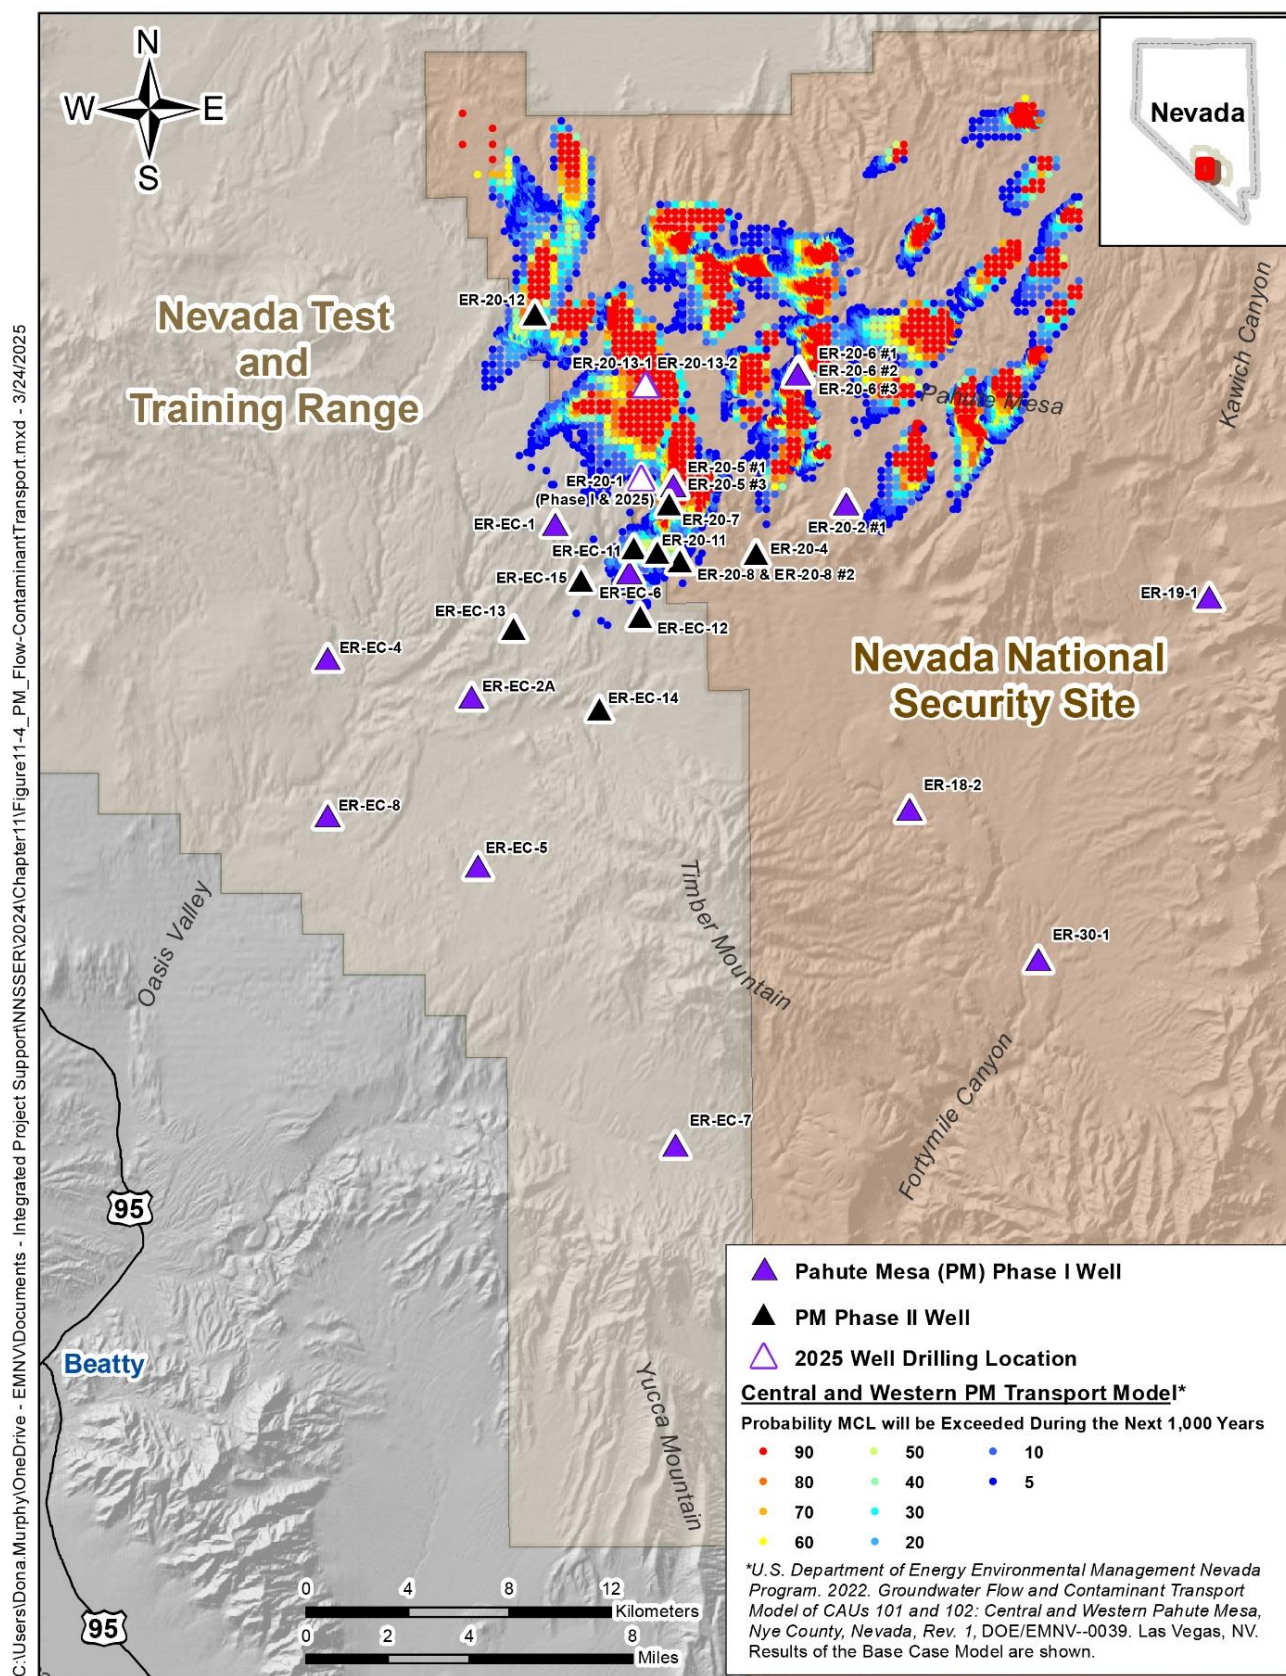 C:\Users\Dona.Murphy\OneDrive - EMNV\Documents - Integrated Project Support\NNSSER\2024\Chapter11\Figure11-4_PM_Flow-ContaminantTransport.mxd - 3/24/2025
N
W E
S
Nevada
Nevada Test
and
Training Range
ER-20-12
ER-20-13-1 ER-20-13-2
ER-20-6 #1
ER-20-6 #2
ER-20-6 #3
Pahute Mesa
Kawich Canyon
ER-20-5 #1
ER-20-5 #3
ER-20-1
(Phase I & 2025)
ER-20-7
ER-20-2 #1
ER-EC-1
ER-20-11
ER-EC-11
ER-20-4
ER-20-8 & ER-20-8 #2
ER-EC-15
ER-EC-6
ER-19-1
ER-EC-13
ER-EC-12
ER-EC-4
Nevada National
Security Site
ER-EC-2A
ER-EC-14
ER-18-2
ER-EC-8
ER-EC-5
Timber Mountain
Oasis Valley
ER-30-1
Fortymile Canyon
ER-EC-7
95
Beatty
Yucca Mountain
95
Pahute Mesa (PM) Phase I Well
PM Phase II Well
2025 Well Drilling Location
Central and Western PM Transport Model*
Probability MCL will be Exceeded During the Next 1,000 Years
90 50 10
80 40 5
70 30
60 20
*U.S. Department of Energy Environmental Management Nevada
Program. 2022. Groundwater Flow and Contaminant Transport
Model of CAUs 101 and 102: Central and Western Pahute Mesa,
Nye County, Nevada, Rev. 1, DOE/EMNV--0039. Las Vegas, NV.
Results of the Base Case Model are shown.
0 4 8 12
Kilometers
0 2 4 8
Miles